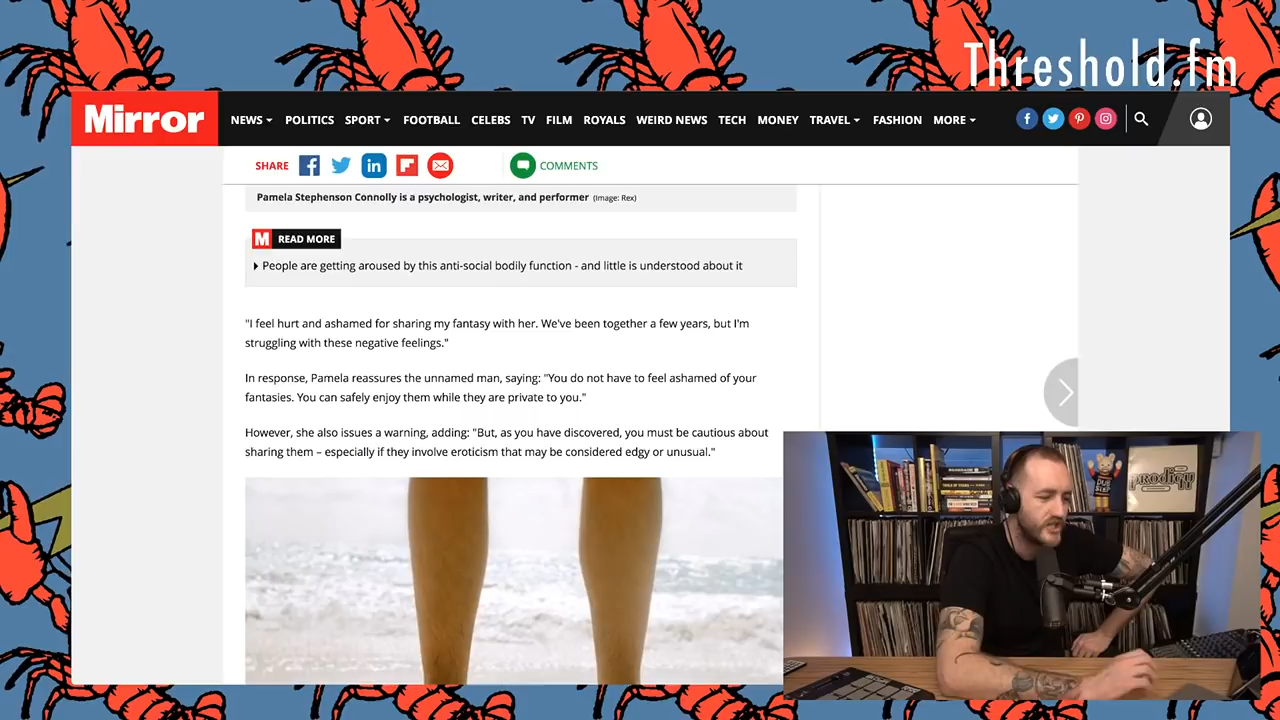 Threshold.fm
Mirror NEWS POLITICS SPORT FOOTBALL CELEBS TV FILM ROYALS WEIRD NEWS TECH MONEY TRAVEL FASHION MORE
SHARE COMMENTS
Pamela Stephenson Connolly is a psychologist, writer, and performer (Image: Rex)
M READ MORE
People are getting aroused by this anti-social bodily function - and little is understood about it
"I feel hurt and ashamed for sharing my fantasy with her. We've been together a few years, but I'm
struggling with these negative feelings."
In response, Pamela reassures the unnamed man, saying: "You do not have to feel ashamed of your
fantasies. You can safely enjoy them while they are private to you."
However, she also issues a warning, adding: "But, as you have discovered, you must be cautious about
sharing them – especially if they involve eroticism that may be considered edgy or unusual."
DUB
prodigy